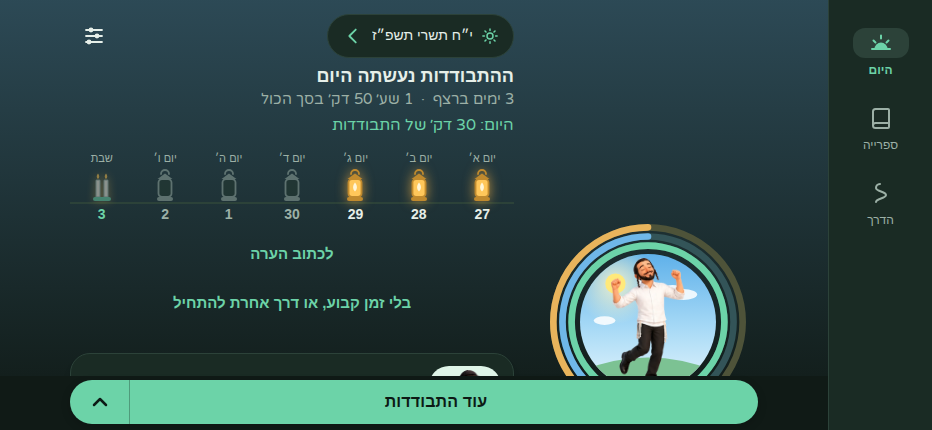 היום
ספרייה
הדרך
י״ח תשרי תשפ״ז
ההתבודדות נעשתה היום
3 ימים ברצף · 1 שע׳ 50 דק׳ בסך הכול
היום: 30 דק׳ של התבודדות
יום א׳ יום ב׳ יום ג׳ יום ד׳ יום ה׳ יום ו׳ שבת
27 28 29 30 1 2 3
לכתוב הערה
בלי זמן קבוע, או דרך אחרת להתחיל
עוד התבודדות